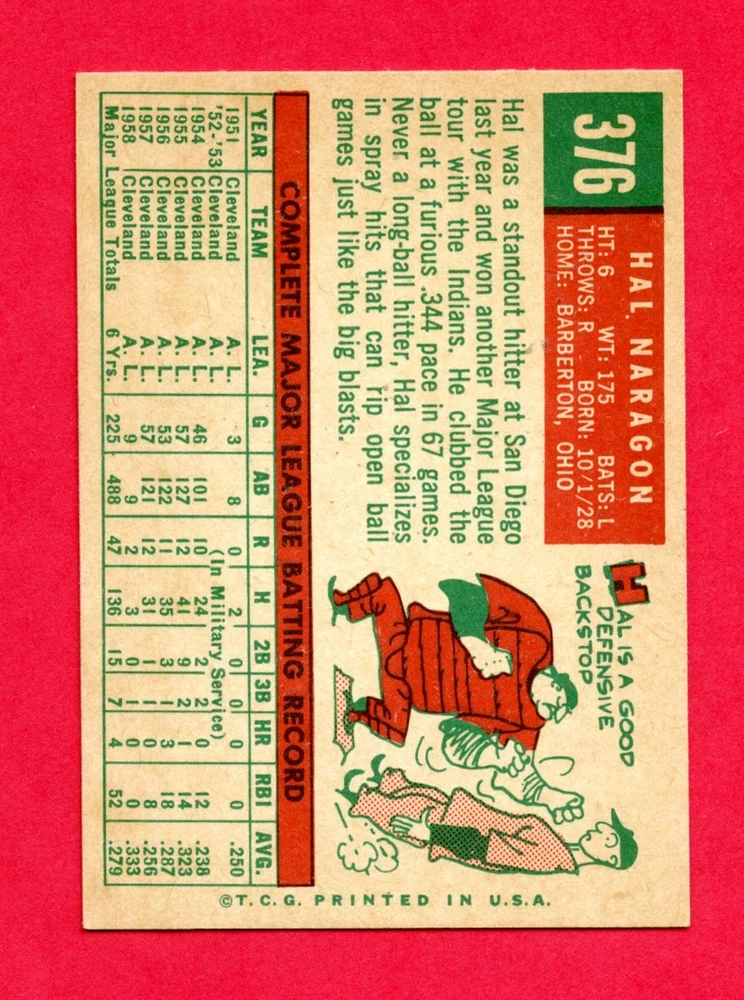 376
HAL NARAGON
HT: 6 WT: 175 BATS: L
THROWS: R BORN: 10/1/28
HOME: BARBERTON, OHIO
Hal was a standout hitter at San Diego
last year and won another Major League
tour with the Indians. He clubbed the
ball at a furious .344 pace in 67 games.
Never a long-ball hitter, Hal specializes
in spray hits that can rip open ball
games just like the big blasts.
HAL IS A GOOD
DEFENSIVE
BACKSTOP
COMPLETE MAJOR LEAGUE BATTING RECORD
YEAR TEAM LEA. G AB R H 2B 3B HR RBI AVG.
1951 Cleveland A. L. 3 8 0 2 0 0 0 0 .250
'52-'53 Cleveland A. L. (In Military Service)
1954 Cleveland A. L. 46 101 10 24 2 2 0 12 .238
1955 Cleveland A. L. 57 127 12 41 9 2 1 14 .323
1956 Cleveland A. L. 53 122 11 35 3 1 3 18 .287
1957 Cleveland A. L. 57 121 12 31 1 1 0 8 .256
1958 Cleveland A. L. 9 9 2 3 0 1 0 0 .333
Major League Totals 6 Yrs. 225 488 47 136 15 7 4 52 .279
©T. C. G. PRINTED IN U.S.A.